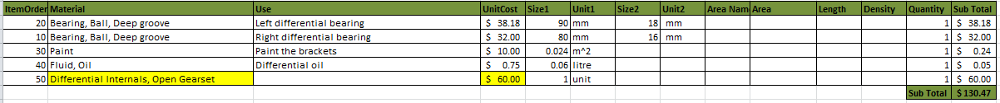 ItemOrder Material Use UnitCost Size1 Unit1 Size2 Unit2 Area Nam Area Length Density Quantity Sub Total
20 Bearing, Ball, Deep groove Left differential bearing $ 38.18 90 mm 18 mm 1 $ 38.18
10 Bearing, Ball, Deep groove Right differential bearing $ 32.00 80 mm 16 mm 1 $ 32.00
30 Paint Paint the brackets $ 10.00 0.024 m^2 1 $ 0.24
40 Fluid, Oil Differential oil $ 0.75 0.06 litre 1 $ 0.05
50 Differential Internals, Open Gearset $ 60.00 1 unit 1 $ 60.00
Sub Total $ 130.47